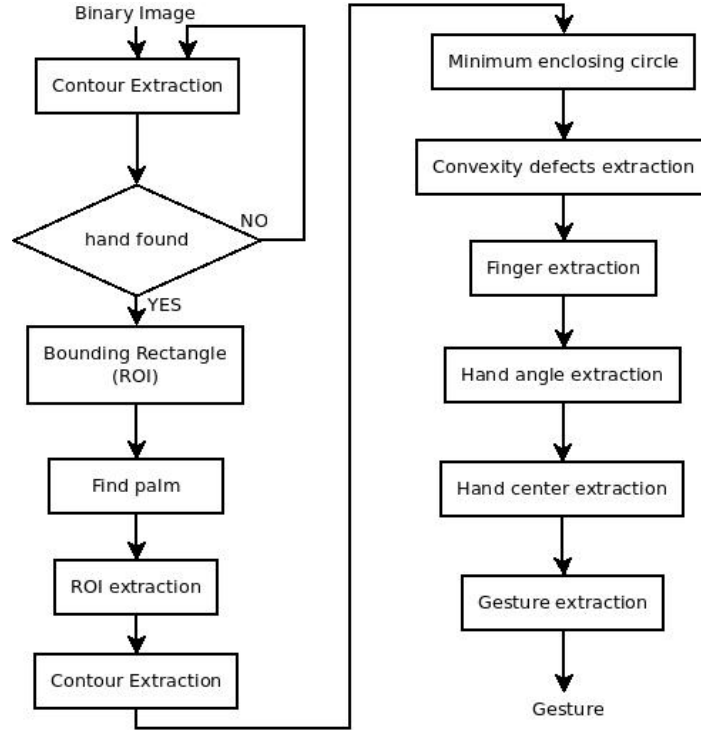 Binary Image
Contour Extraction
hand found
NO
YES
Bounding Rectangle
(ROI)
Find palm
ROI extraction
Contour Extraction
Minimum enclosing circle
Convexity defects extraction
Finger extraction
Hand angle extraction
Hand center extraction
Gesture extraction
Gesture